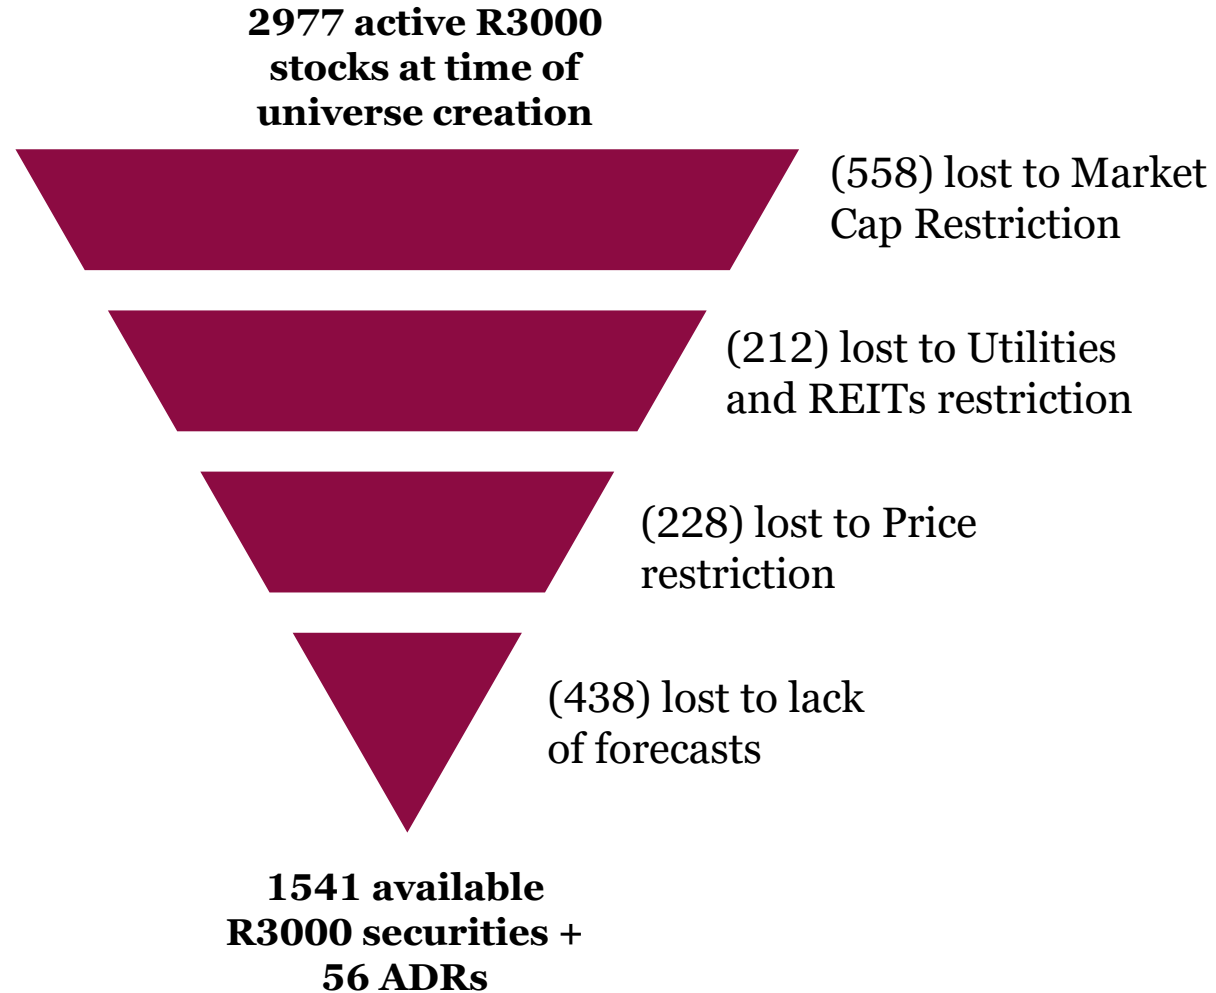 2977 active R3000
stocks at time of
universe creation
(558) lost to Market
Cap Restriction
(212) lost to Utilities
and REITs restriction
(228) lost to Price
restriction
(438) lost to lack
of forecasts
1541 available
R3000 securities +
56 ADRs